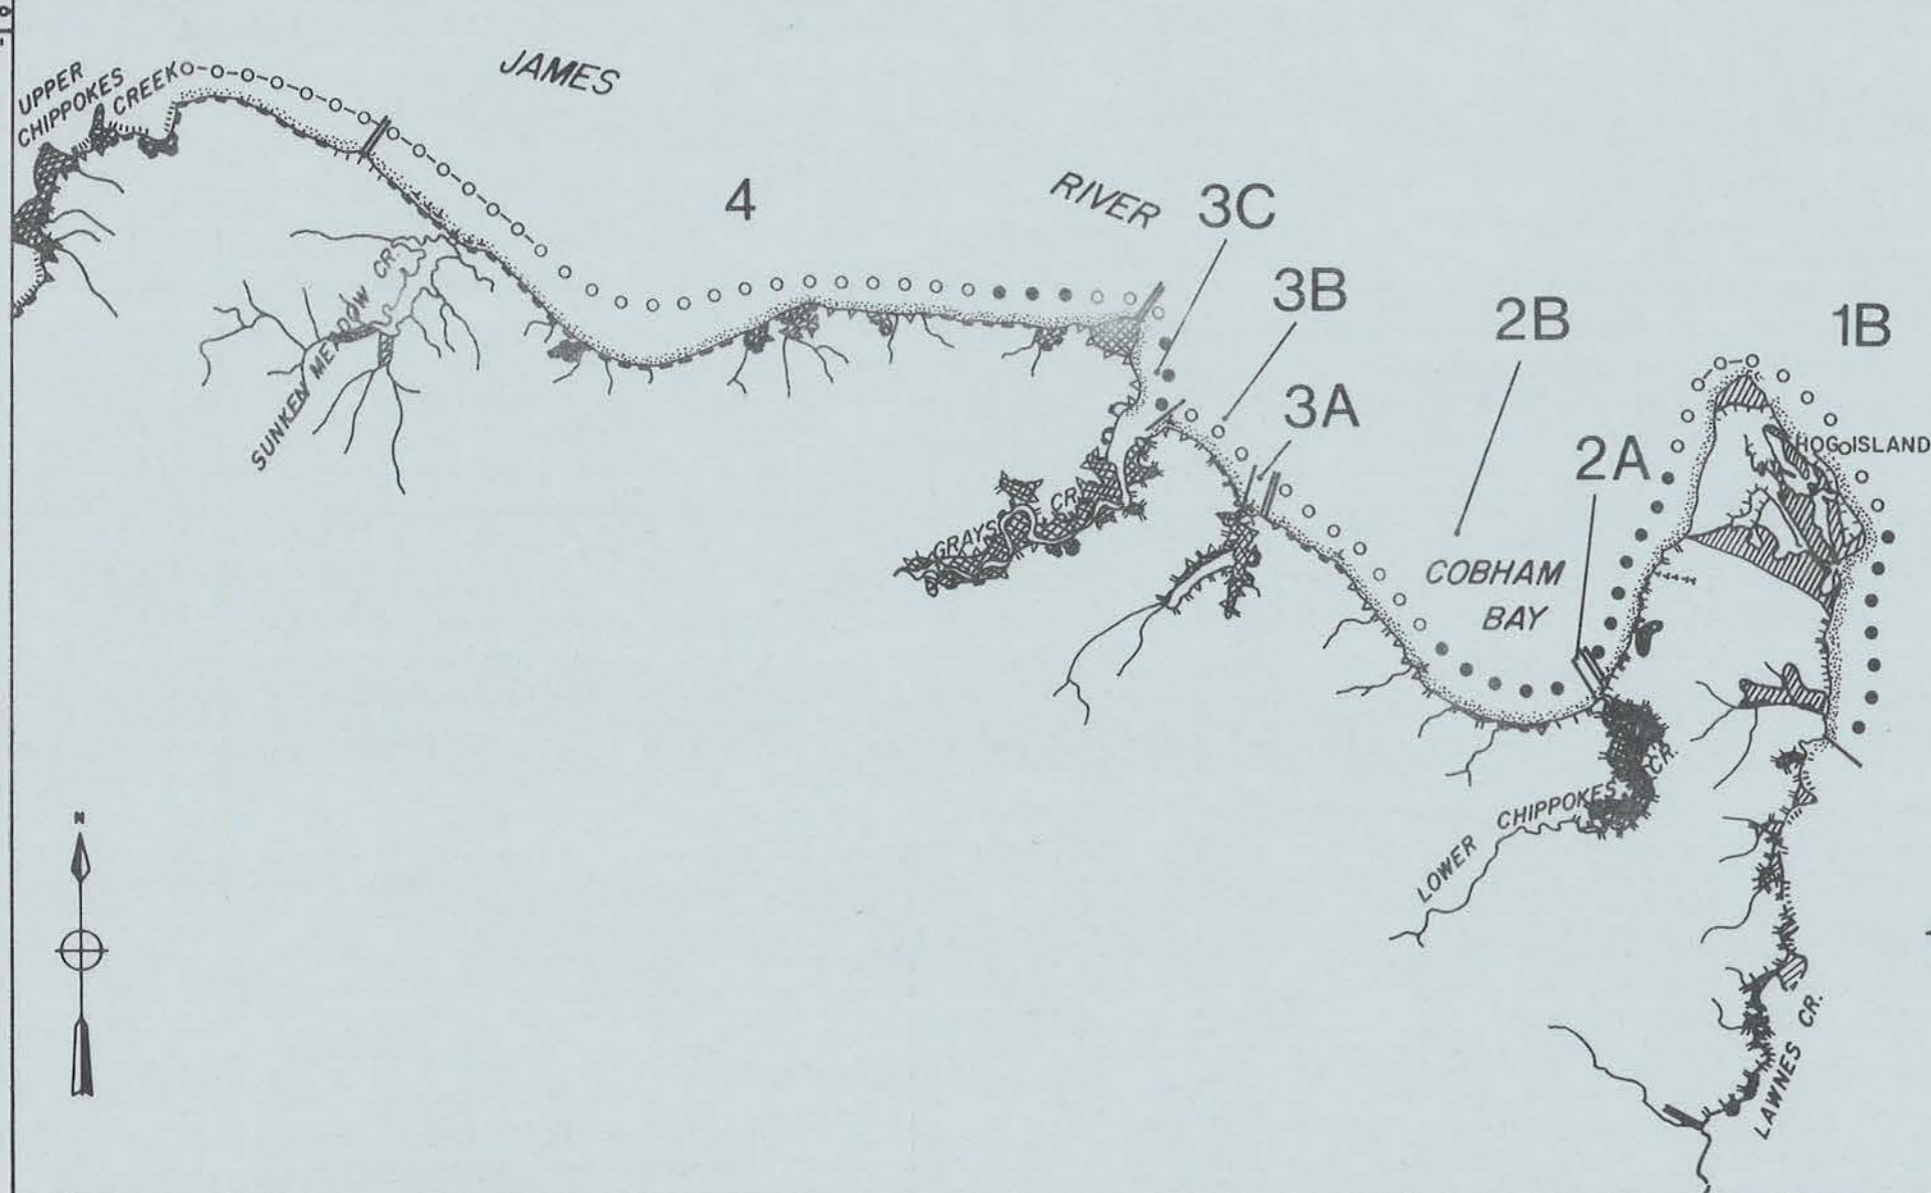 UPPER
CHIPPOKES
CREEK
JAMES
RIVER
4
3C
3B
3A
2B
2A
1B
HOG ISLAND
COBHAM
BAY
SUNKEN MEADOW CR.
GRAYS CR.
LOWER CHIPPOKES CR.
LAWNES CR.
N